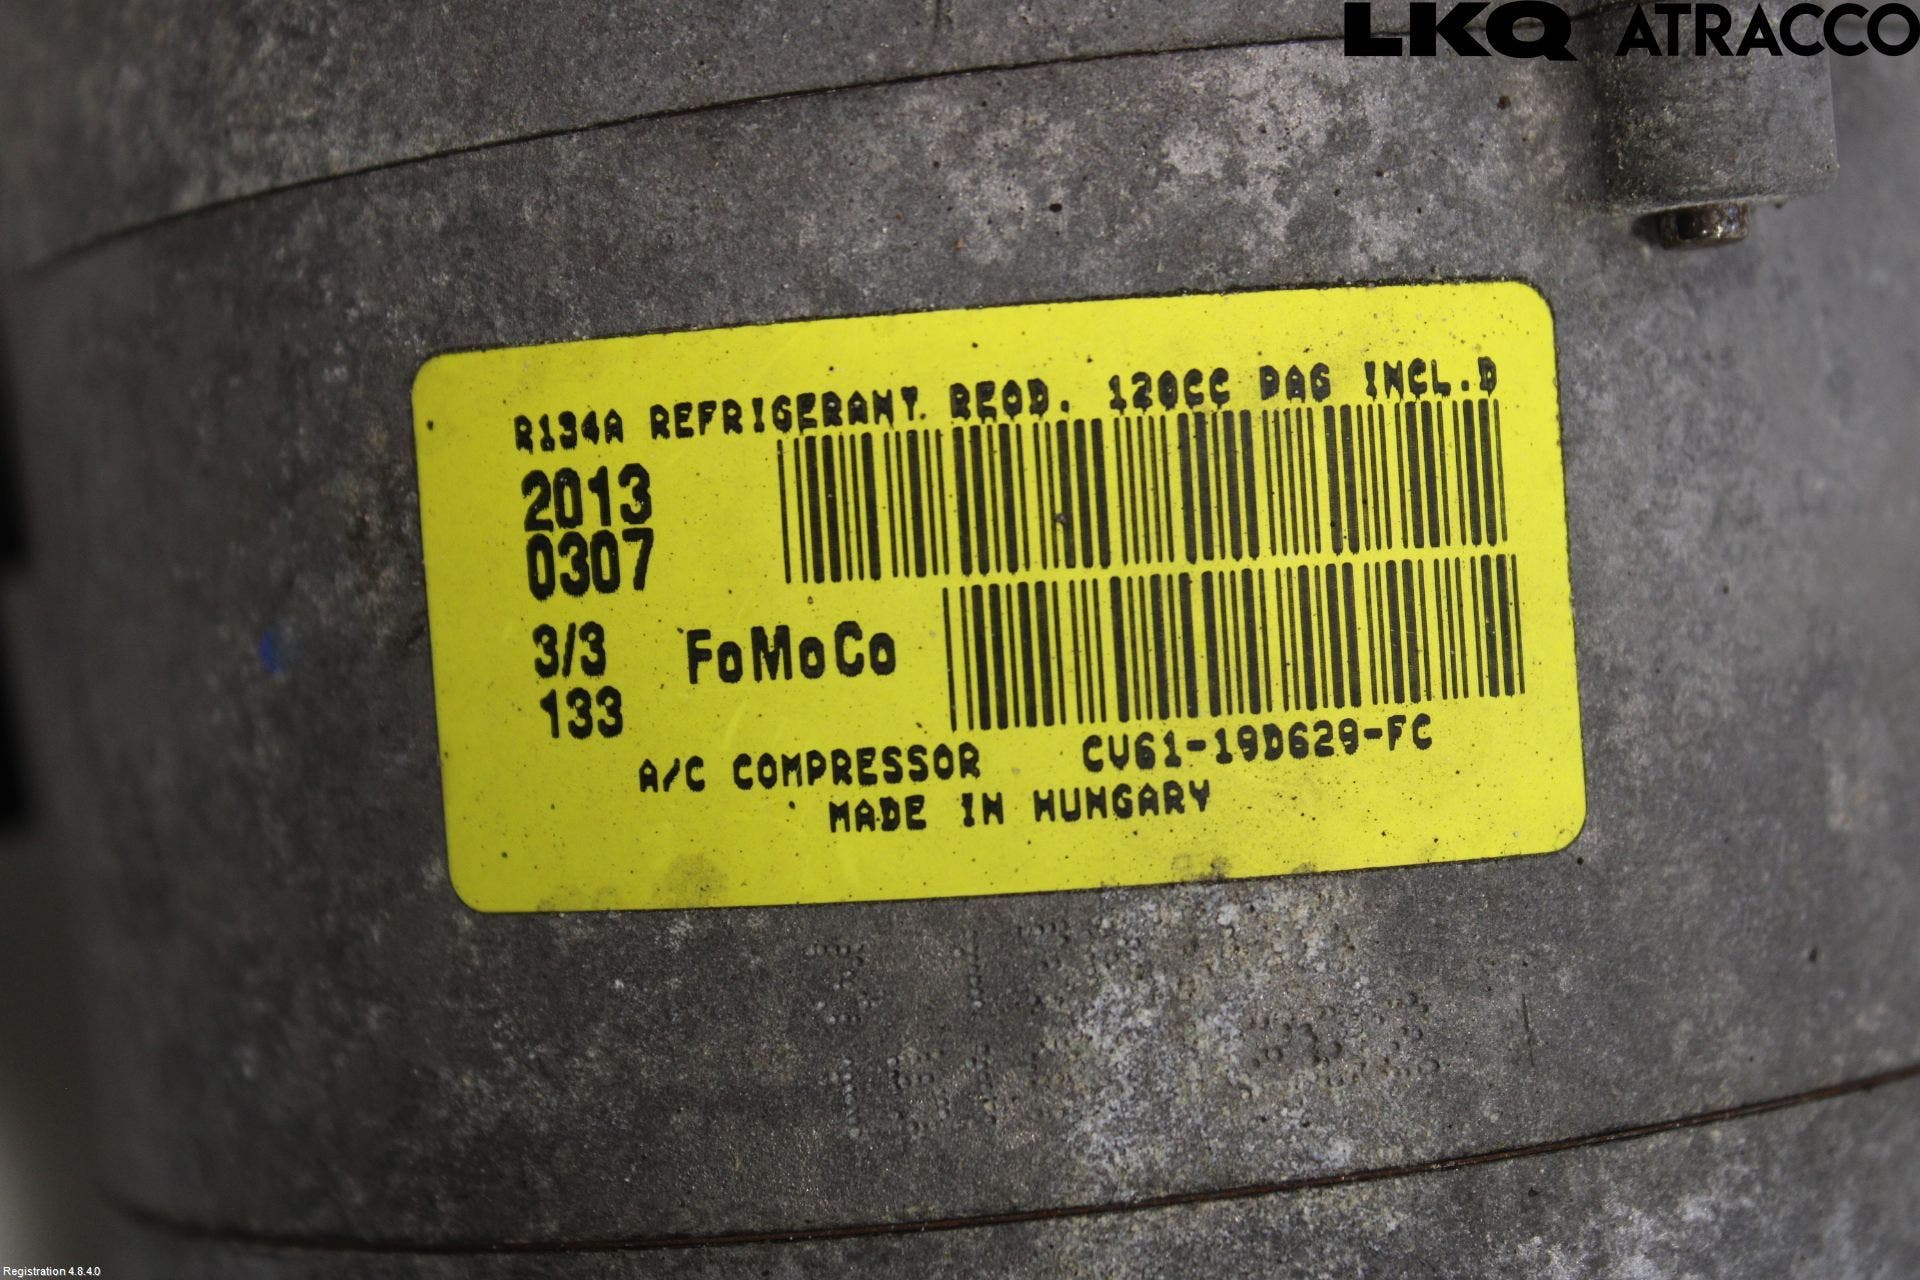 LKQ ATRACCO
R134A REFRIGERANT. REOD. 120CC PAG INCL.D
2013
0307
3/3
133
FoMoCo
A/C COMPRESSOR CV61-19D629-FC
MADE IN HUNGARY
Registration 4.8.4.0